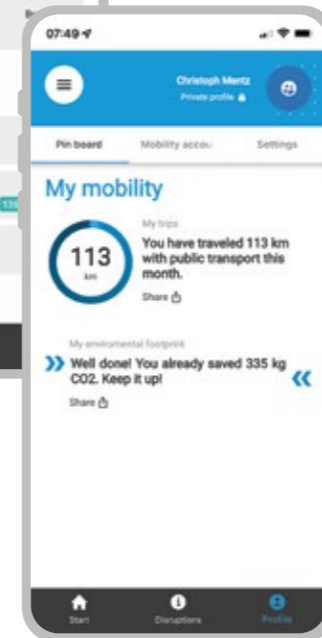 07:49
Christoph Mentz
Private profile
Pin board
Mobility accou
Settings
My mobility
My trips
113
km
You have traveled 113 km
with public transport this
month.
Share
My enviromental footprint
Well done! You already saved 335 kg
CO2. Keep it up!
Share
Start
Disruptions
Profile